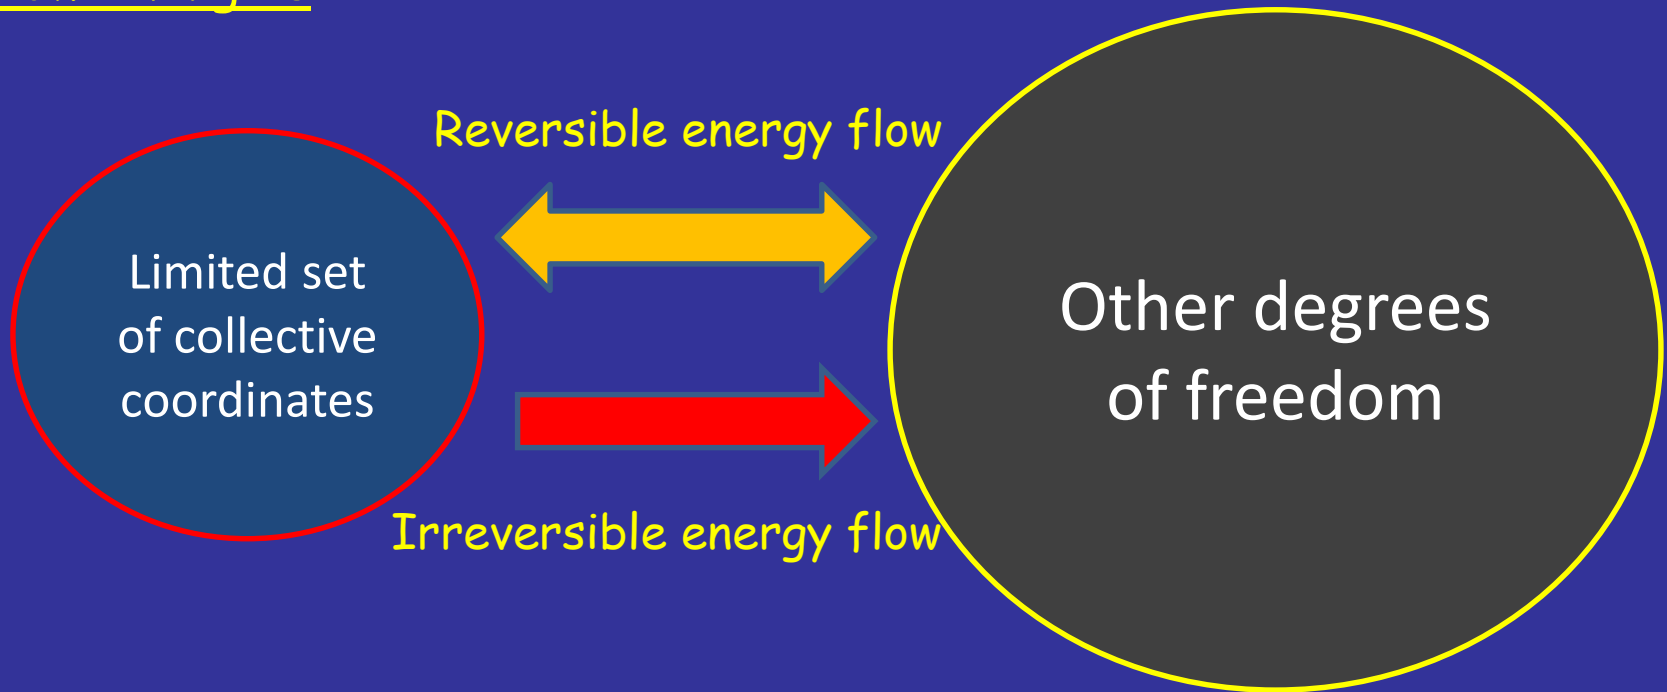 Reversible energy flow
Limited set
of collective
coordinates
Other degrees
of freedom
Irreversible energy flow